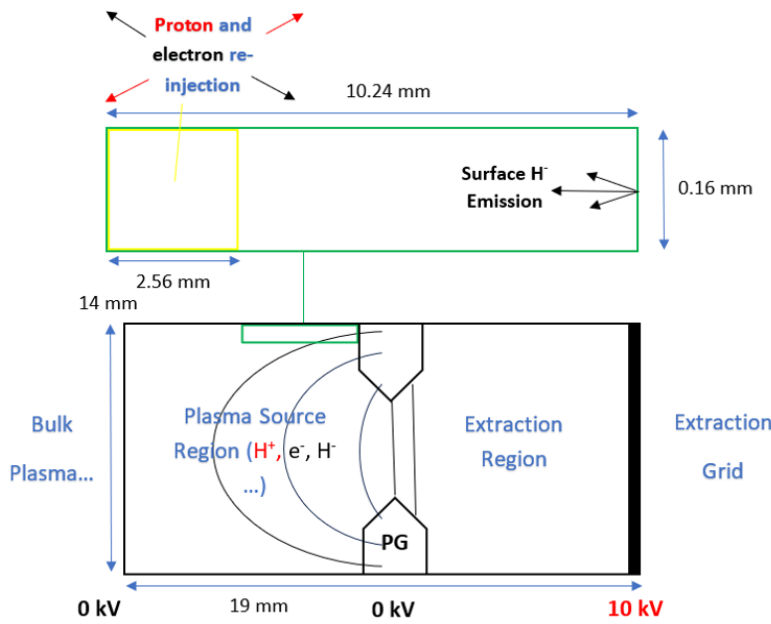 Proton and
electron re-
injection
10.24 mm
Surface H⁻
Emission
0.16 mm
2.56 mm
14 mm
Bulk
Plasma...
Plasma Source
Region (H⁺, e⁻, H⁻
...)
Extraction
Region
Extraction
Grid
PG
0 kV
19 mm
0 kV
10 kV